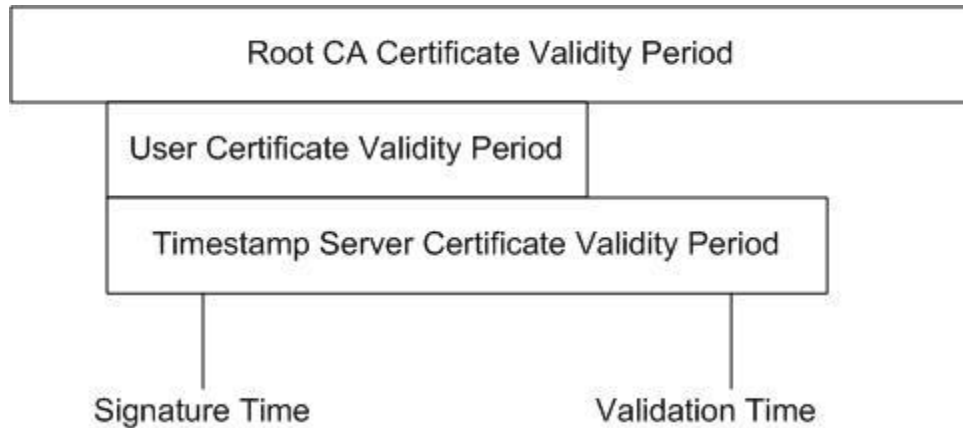 Root CA Certificate Validity Period
User Certificate Validity Period
Timestamp Server Certificate Validity Period
Signature Time
Validation Time